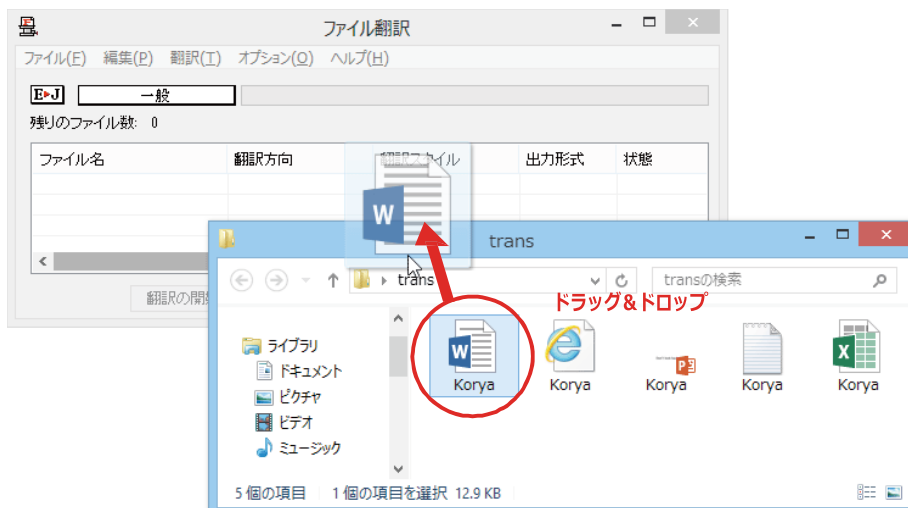 ファイル翻訳
ファイル(F) 編集(P) 翻訳(T) オプション(O) ヘルプ(H)
E▸J 一般
残りのファイル数: 0
ファイル名 翻訳方向 翻訳スタイル 出力形式 状態
W
trans
翻訳の開始
trans transの検索
ドラッグ&ドロップ
ライブラリ
ドキュメント
ピクチャ
ビデオ
ミュージック
Korya Korya Korya Korya Korya
5 個の項目 1 個の項目を選択 12.9 KB